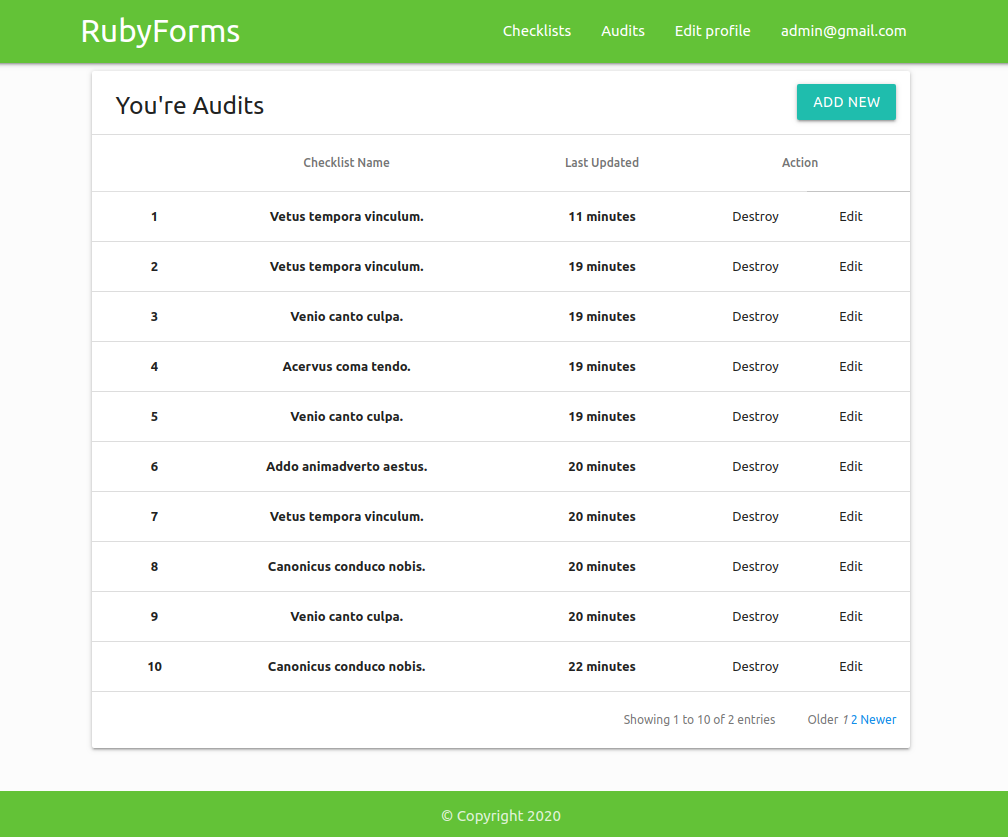 RubyForms Checklists Audits Edit profile admin@gmail.com
You're Audits ADD NEW
Checklist Name Last Updated Action
1 Vetus tempora vinculum. 11 minutes Destroy Edit
2 Vetus tempora vinculum. 19 minutes Destroy Edit
3 Venio canto culpa. 19 minutes Destroy Edit
4 Acervus coma tendo. 19 minutes Destroy Edit
5 Venio canto culpa. 19 minutes Destroy Edit
6 Addo animadverto aestus. 20 minutes Destroy Edit
7 Vetus tempora vinculum. 20 minutes Destroy Edit
8 Canonicus conduco nobis. 20 minutes Destroy Edit
9 Venio canto culpa. 20 minutes Destroy Edit
10 Canonicus conduco nobis. 22 minutes Destroy Edit
Showing 1 to 10 of 2 entries Older 1 2 Newer
© Copyright 2020